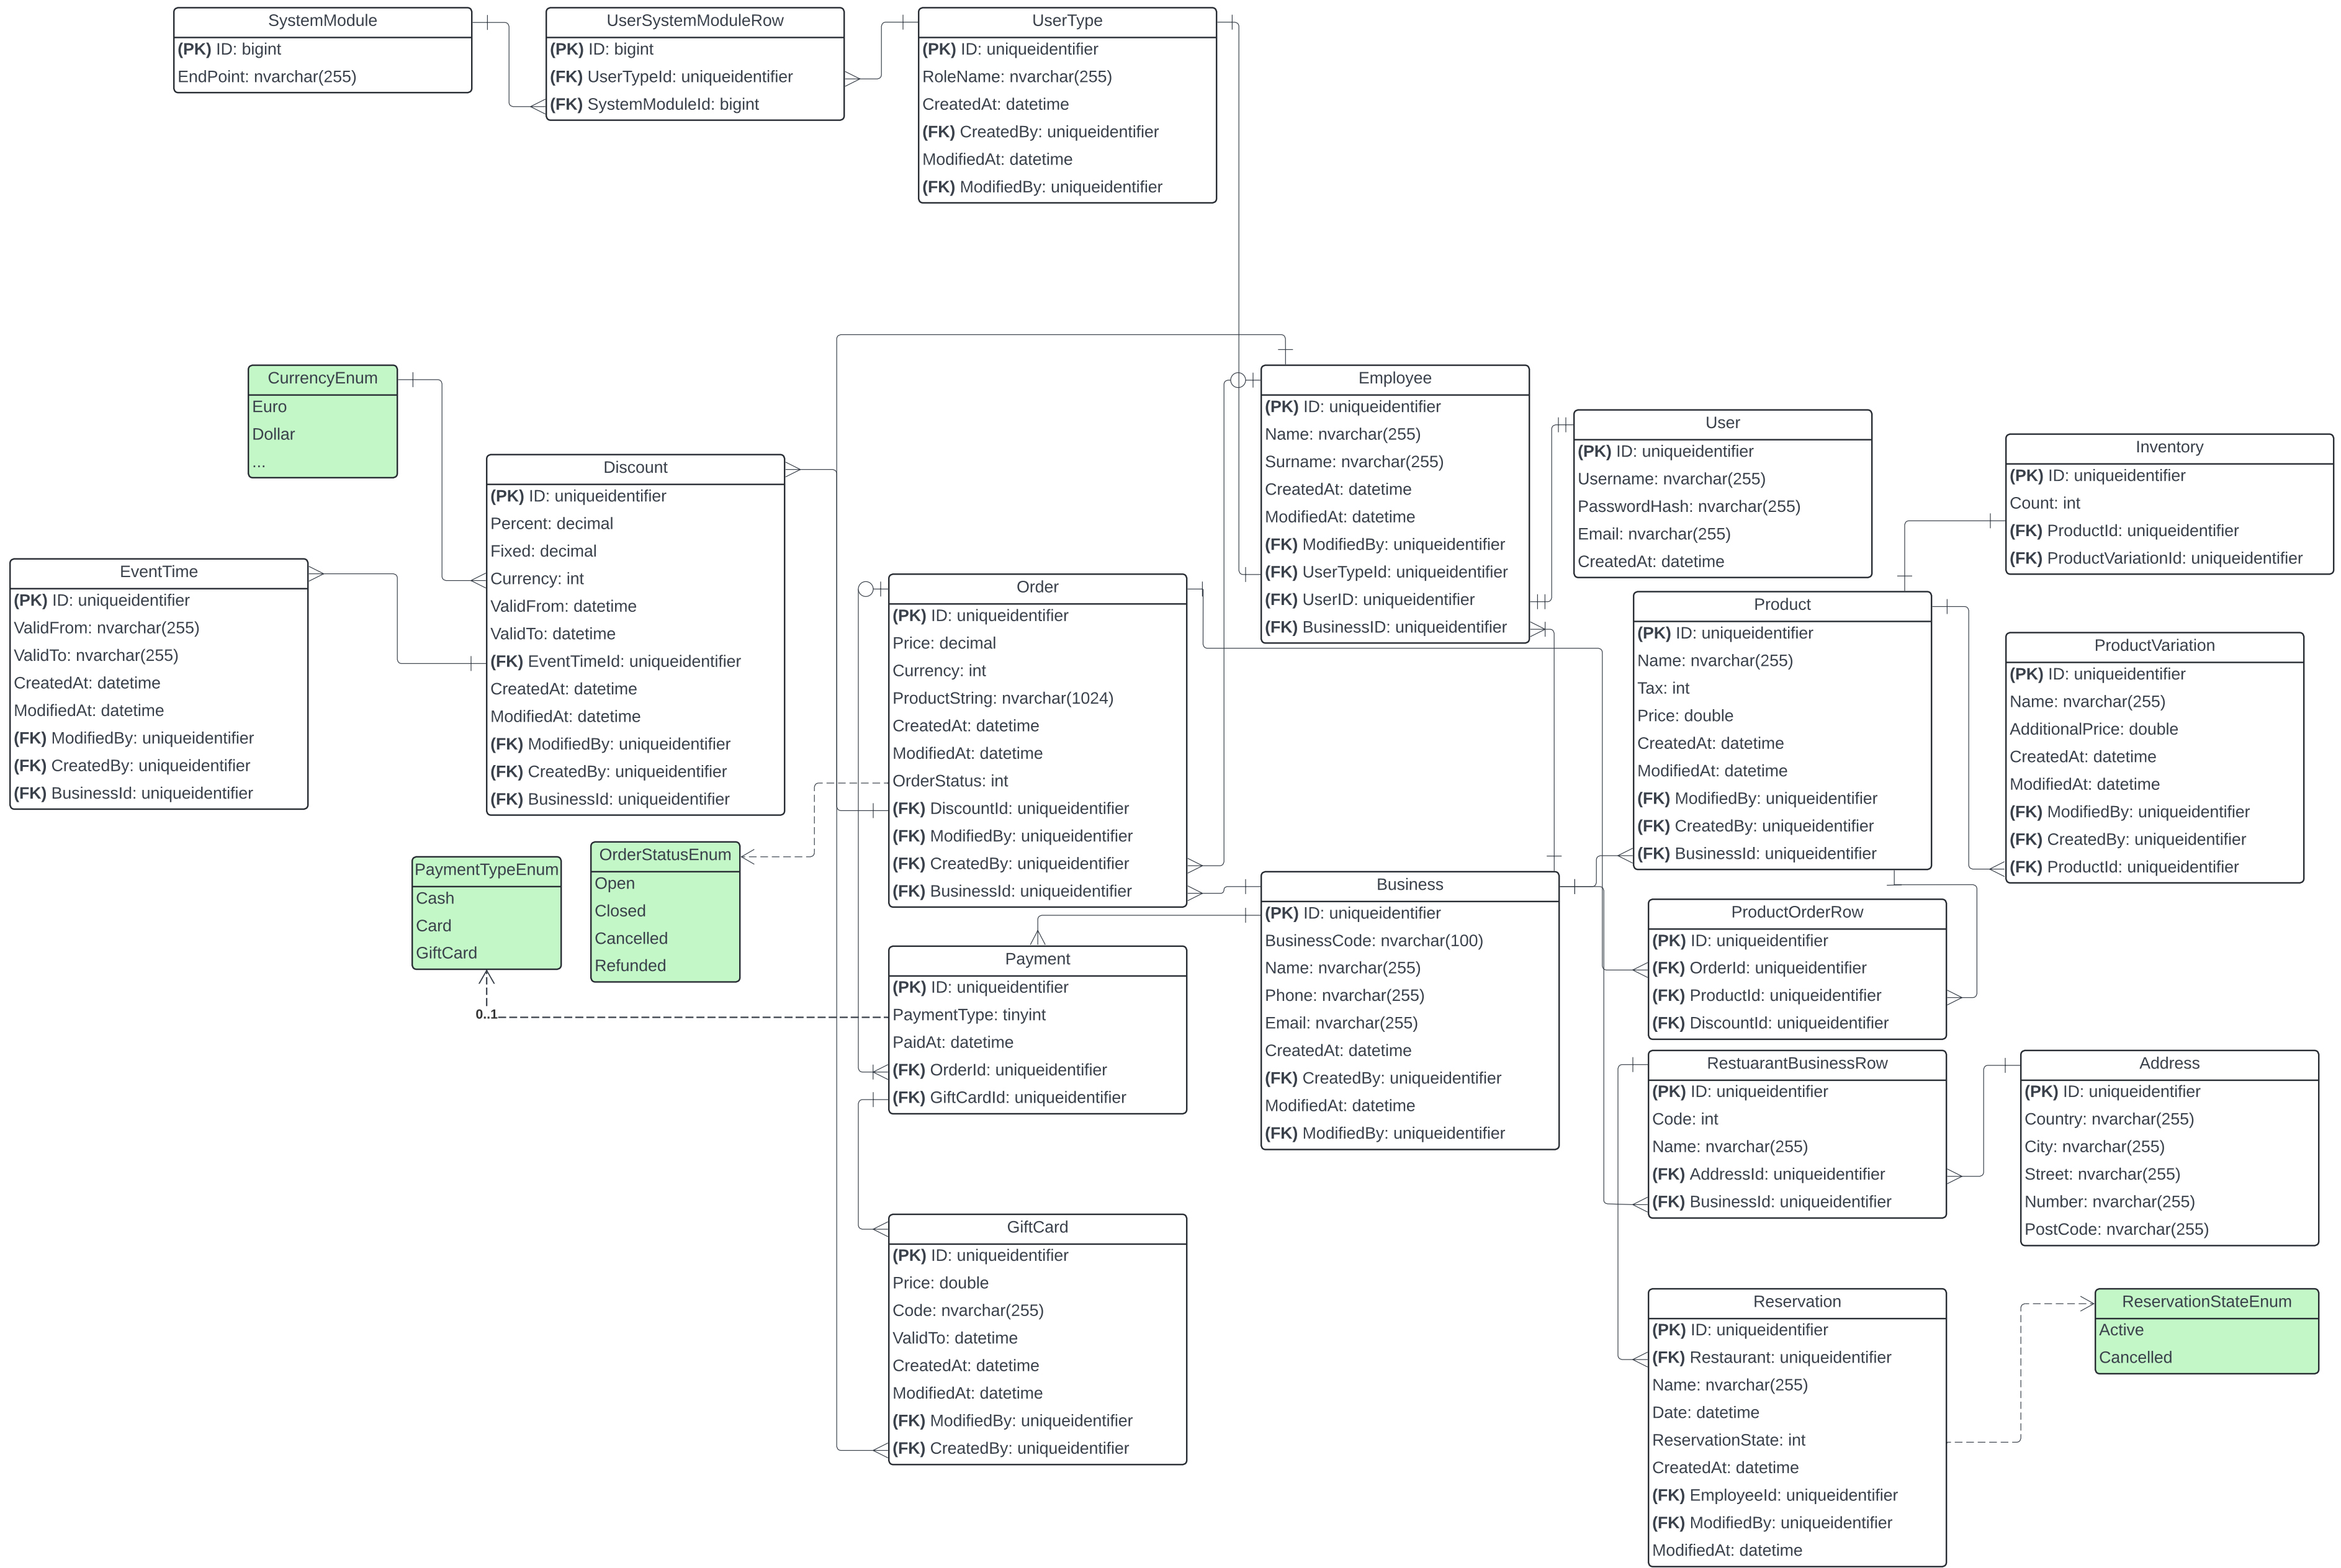 SystemModule
(PK) ID: bigint
EndPoint: nvarchar(255)
UserSystemModuleRow
(PK) ID: bigint
(FK) UserTypeId: uniqueidentifier
(FK) SystemModuleId: bigint
UserType
(PK) ID: uniqueidentifier
RoleName: nvarchar(255)
CreatedAt: datetime
(FK) CreatedBy: uniqueidentifier
ModifiedAt: datetime
(FK) ModifiedBy: uniqueidentifier
CurrencyEnum
Euro
Dollar
...
EventTime
(PK) ID: uniqueidentifier
ValidFrom: nvarchar(255)
ValidTo: nvarchar(255)
CreatedAt: datetime
ModifiedAt: datetime
(FK) ModifiedBy: uniqueidentifier
(FK) CreatedBy: uniqueidentifier
(FK) BusinessId: uniqueidentifier
Discount
(PK) ID: uniqueidentifier
Percent: decimal
Fixed: decimal
Currency: int
ValidFrom: datetime
ValidTo: datetime
(FK) EventTimeId: uniqueidentifier
CreatedAt: datetime
ModifiedAt: datetime
(FK) ModifiedBy: uniqueidentifier
(FK) CreatedBy: uniqueidentifier
(FK) BusinessId: uniqueidentifier
PaymentTypeEnum
Cash
Card
GiftCard
0..1
OrderStatusEnum
Open
Closed
Cancelled
Refunded
Order
(PK) ID: uniqueidentifier
Price: decimal
Currency: int
ProductString: nvarchar(1024)
CreatedAt: datetime
ModifiedAt: datetime
OrderStatus: int
(FK) DiscountId: uniqueidentifier
(FK) ModifiedBy: uniqueidentifier
(FK) CreatedBy: uniqueidentifier
(FK) BusinessId: uniqueidentifier
Payment
(PK) ID: uniqueidentifier
PaymentType: tinyint
PaidAt: datetime
(FK) OrderId: uniqueidentifier
(FK) GiftCardId: uniqueidentifier
GiftCard
(PK) ID: uniqueidentifier
Price: double
Code: nvarchar(255)
ValidTo: datetime
CreatedAt: datetime
ModifiedAt: datetime
(FK) ModifiedBy: uniqueidentifier
(FK) CreatedBy: uniqueidentifier
Employee
(PK) ID: uniqueidentifier
Name: nvarchar(255)
Surname: nvarchar(255)
CreatedAt: datetime
ModifiedAt: datetime
(FK) ModifiedBy: uniqueidentifier
(FK) UserTypeId: uniqueidentifier
(FK) UserID: uniqueidentifier
(FK) BusinessID: uniqueidentifier
Business
(PK) ID: uniqueidentifier
BusinessCode: nvarchar(100)
Name: nvarchar(255)
Phone: nvarchar(255)
Email: nvarchar(255)
CreatedAt: datetime
(FK) CreatedBy: uniqueidentifier
ModifiedAt: datetime
(FK) ModifiedBy: uniqueidentifier
User
(PK) ID: uniqueidentifier
Username: nvarchar(255)
PasswordHash: nvarchar(255)
Email: nvarchar(255)
CreatedAt: datetime
Product
(PK) ID: uniqueidentifier
Name: nvarchar(255)
Tax: int
Price: double
CreatedAt: datetime
ModifiedAt: datetime
(FK) ModifiedBy: uniqueidentifier
(FK) CreatedBy: uniqueidentifier
(FK) BusinessId: uniqueidentifier
Inventory
(PK) ID: uniqueidentifier
Count: int
(FK) ProductId: uniqueidentifier
(FK) ProductVariationId: uniqueidentifier
ProductVariation
(PK) ID: uniqueidentifier
Name: nvarchar(255)
AdditionalPrice: double
CreatedAt: datetime
ModifiedAt: datetime
(FK) ModifiedBy: uniqueidentifier
(FK) CreatedBy: uniqueidentifier
(FK) ProductId: uniqueidentifier
ProductOrderRow
(PK) ID: uniqueidentifier
(FK) OrderId: uniqueidentifier
(FK) ProductId: uniqueidentifier
(FK) DiscountId: uniqueidentifier
RestuarantBusinessRow
(PK) ID: uniqueidentifier
Code: int
Name: nvarchar(255)
(FK) AddressId: uniqueidentifier
(FK) BusinessId: uniqueidentifier
Address
(PK) ID: uniqueidentifier
Country: nvarchar(255)
City: nvarchar(255)
Street: nvarchar(255)
Number: nvarchar(255)
PostCode: nvarchar(255)
Reservation
(PK) ID: uniqueidentifier
(FK) Restaurant: uniqueidentifier
Name: nvarchar(255)
Date: datetime
ReservationState: int
CreatedAt: datetime
(FK) EmployeeId: uniqueidentifier
(FK) ModifiedBy: uniqueidentifier
ModifiedAt: datetime
ReservationStateEnum
Active
Cancelled